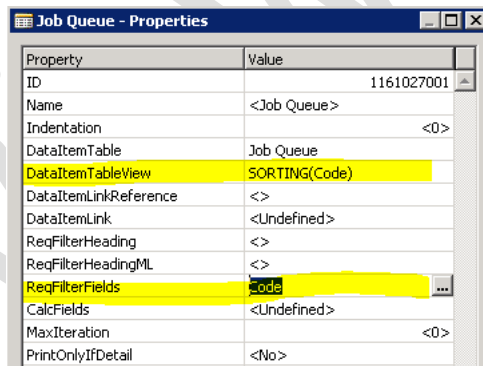 Job Queue - Properties
Property Value
ID 1161027001
Name <Job Queue>
Indentation <0>
DataItemTable Job Queue
DataItemTableView SORTING(Code)
DataItemLinkReference <>
DataItemLink <Undefined>
ReqFilterHeading <>
ReqFilterHeadingML <>
ReqFilterFields Code ...
CalcFields <Undefined>
MaxIteration <0>
PrintOnlyIfDetail <No>